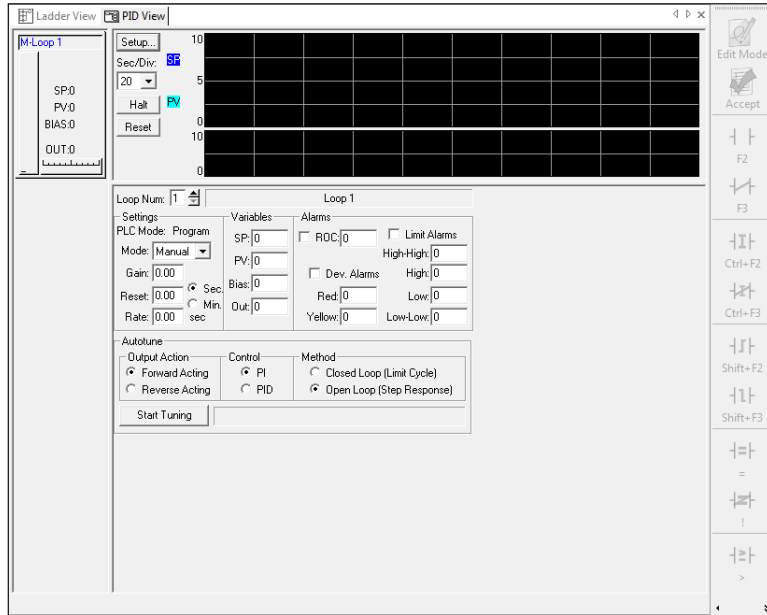 Ladder View PID View
M-Loop 1
SP:0
PV:0
BIAS:0
OUT:0
Setup...
Sec/Div:
20
Halt
Reset
SP
PV
10
5
0
10
0
Loop Num: 1 Loop 1
Settings
PLC Mode: Program
Mode: Manual
Gain: 0.00
Reset: 0.00
Sec.
Min.
Rate: 0.00 sec
Variables
SP: 0
PV: 0
Bias: 0
Out: 0
Alarms
ROC: 0
Dev. Alarms
Red: 0
Yellow: 0
Limit Alarms
High-High: 0
High: 0
Low: 0
Low-Low: 0
Autotune
Output Action
Forward Acting
Reverse Acting
Control
PI
PID
Method
Closed Loop (Limit Cycle)
Open Loop (Step Response)
Start Tuning
Edit Mode
Accept
F2
F3
Ctrl+F2
Ctrl+F3
Shift+F2
Shift+F3
=
!
>